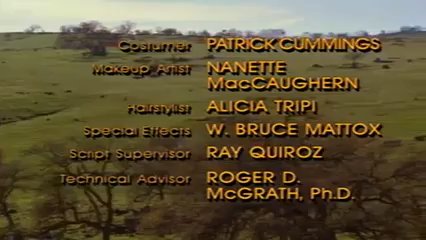 Costumer PATRICK CUMMINGS
Makeup Artist NANETTE
MacCAUGHERN
Hairstylist ALICIA TRIPI
Special Effects W. BRUCE MATTOX
Script Supervisor RAY QUIROZ
Technical Advisor ROGER D.
McGRATH, Ph.D.